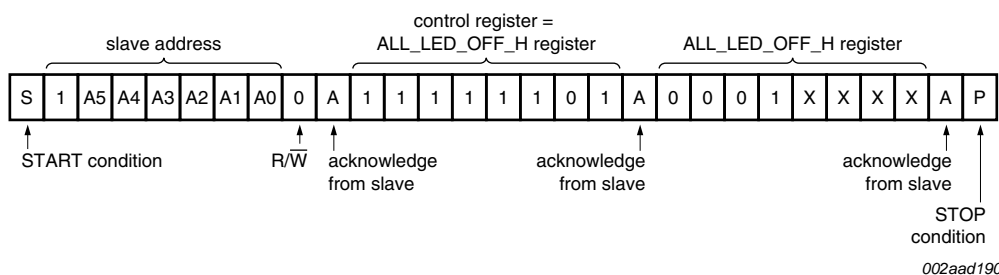 control register =
slave address
ALL_LED_OFF_H register
ALL_LED_OFF_H register
S 1 A5 A4 A3 A2 A1 A0 0 A 1 1 1 1 1 1 0 1 A 0 0 0 1 X X X X A P
START condition
R/W̅
acknowledge
from slave
acknowledge
from slave
acknowledge
from slave
STOP
condition
002aad190